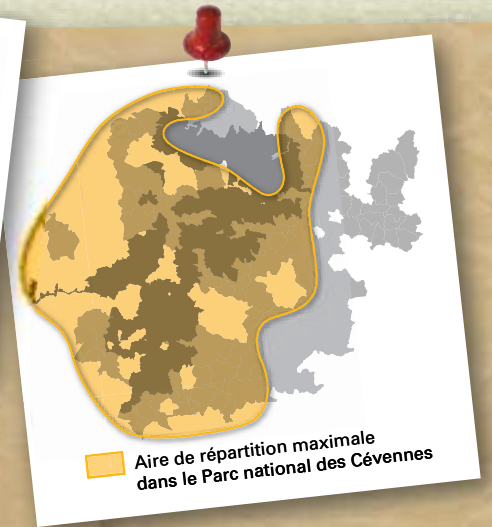 Aire de répartition maximale
dans le Parc national des Cévennes